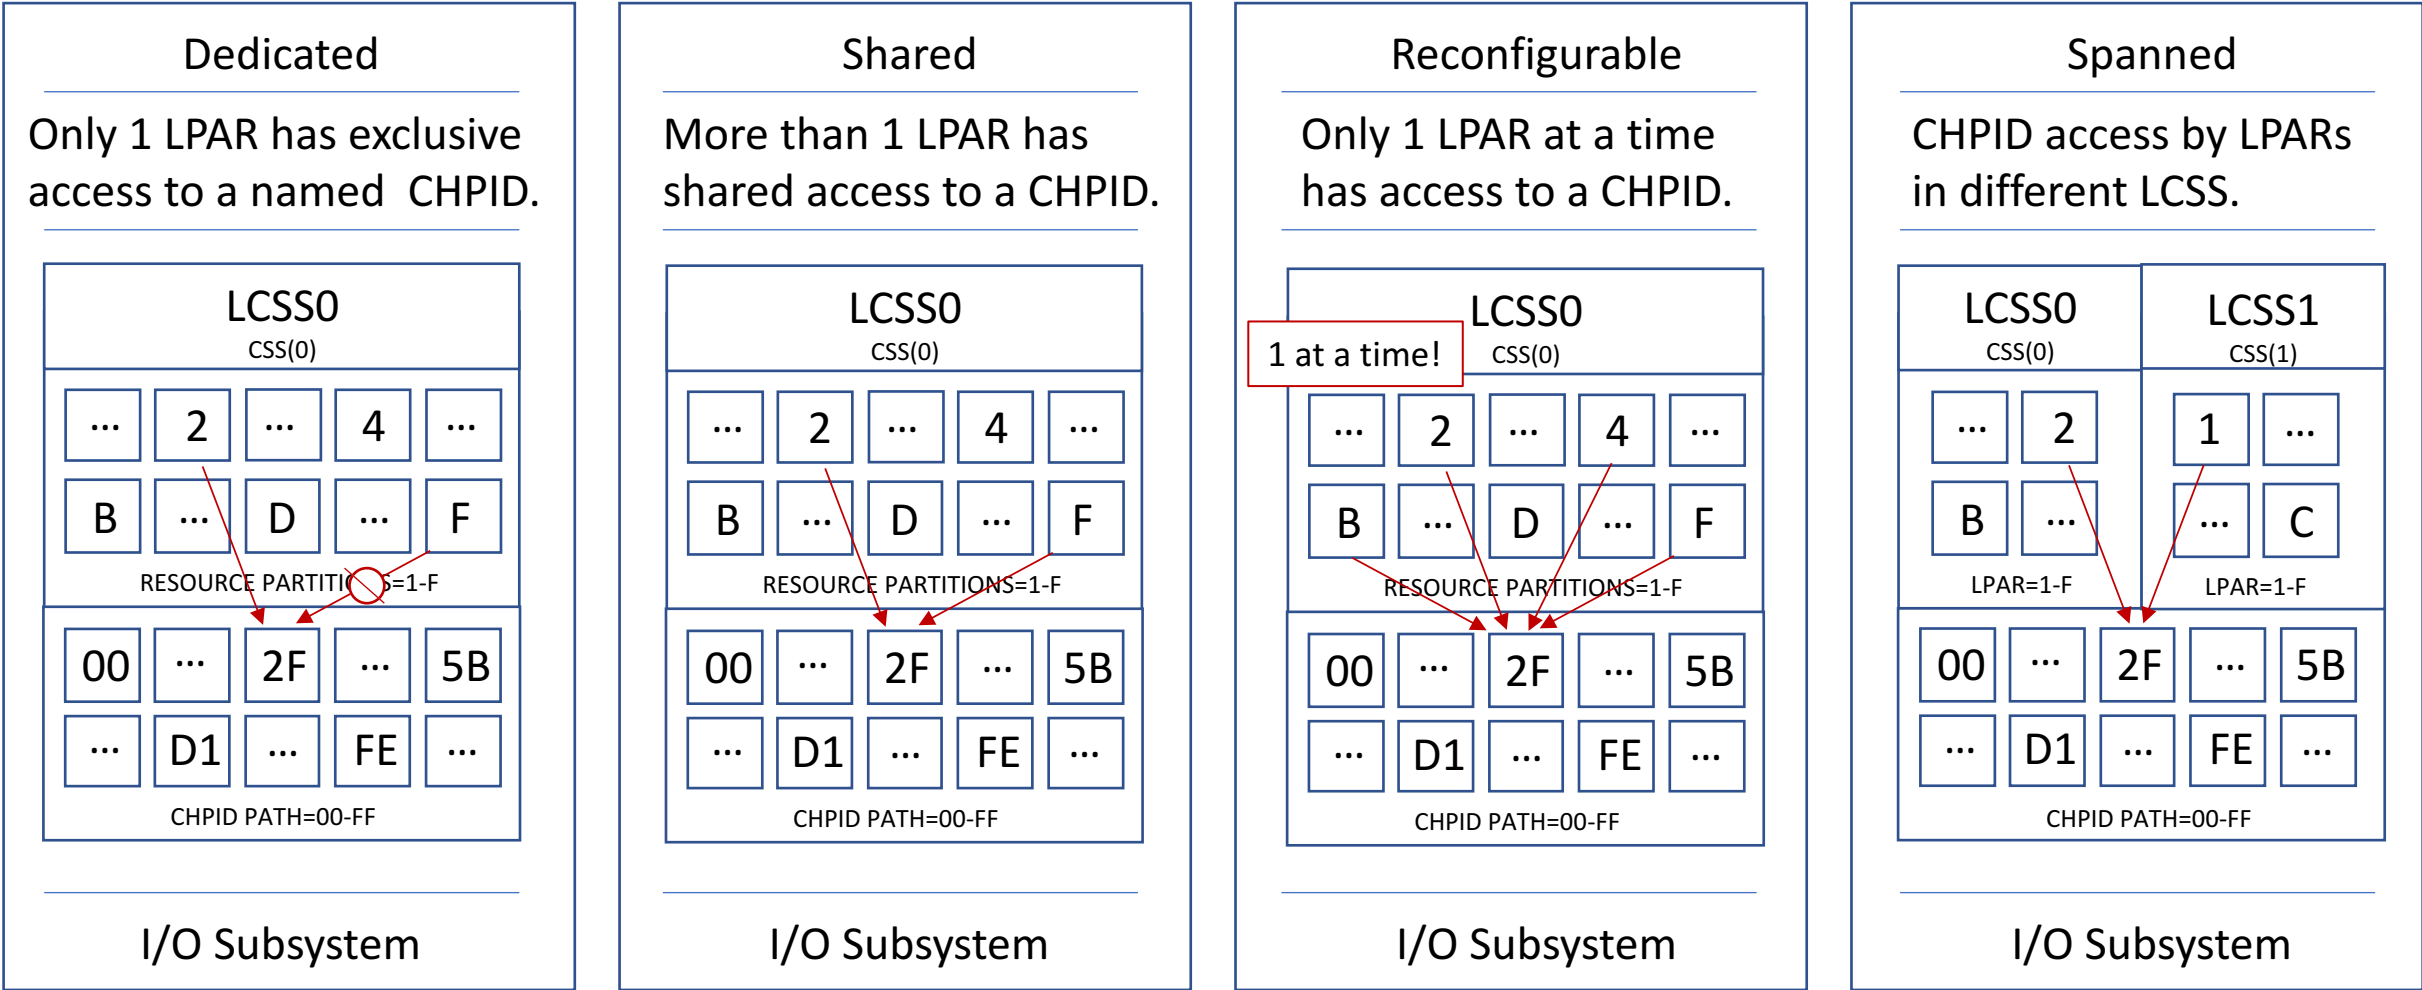 Dedicated
Only 1 LPAR has exclusive
access to a named CHPID.
LCSS0
CSS(0)
... 2 ... 4 ...
B ... D ... F
RESOURCE PARTITIONS=1-F
00 ... 2F ... 5B
... D1 ... FE ...
CHPID PATH=00-FF
I/O Subsystem
Shared
More than 1 LPAR has
shared access to a CHPID.
LCSS0
CSS(0)
... 2 ... 4 ...
B ... D ... F
RESOURCE PARTITIONS=1-F
00 ... 2F ... 5B
... D1 ... FE ...
CHPID PATH=00-FF
I/O Subsystem
Reconfigurable
Only 1 LPAR at a time
has access to a CHPID.
LCSS0
CSS(0)
1 at a time!
... 2 ... 4 ...
B ... D ... F
RESOURCE PARTITIONS=1-F
00 ... 2F ... 5B
... D1 ... FE ...
CHPID PATH=00-FF
I/O Subsystem
Spanned
CHPID access by LPARs
in different LCSS.
LCSS0
CSS(0)
... 2
B ...
LPAR=1-F
LCSS1
CSS(1)
1 ...
... C
LPAR=1-F
00 ... 2F ... 5B
... D1 ... FE ...
CHPID PATH=00-FF
I/O Subsystem